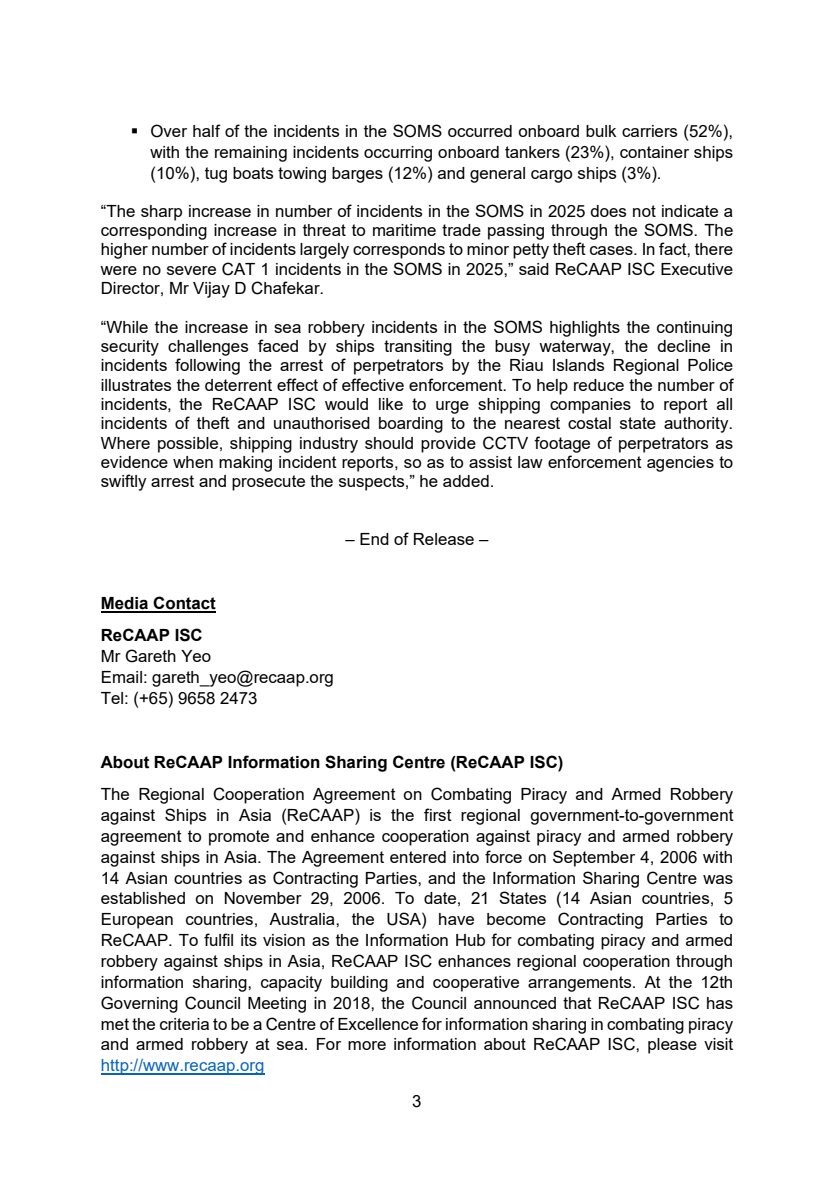 ▪ Over half of the incidents in the SOMS occurred onboard bulk carriers (52%),
with the remaining incidents occurring onboard tankers (23%), container ships
(10%), tug boats towing barges (12%) and general cargo ships (3%).
“The sharp increase in number of incidents in the SOMS in 2025 does not indicate a
corresponding increase in threat to maritime trade passing through the SOMS. The
higher number of incidents largely corresponds to minor petty theft cases. In fact, there
were no severe CAT 1 incidents in the SOMS in 2025,” said ReCAAP ISC Executive
Director, Mr Vijay D Chafekar.
“While the increase in sea robbery incidents in the SOMS highlights the continuing
security challenges faced by ships transiting the busy waterway, the decline in
incidents following the arrest of perpetrators by the Riau Islands Regional Police
illustrates the deterrent effect of effective enforcement. To help reduce the number of
incidents, the ReCAAP ISC would like to urge shipping companies to report all
incidents of theft and unauthorised boarding to the nearest costal state authority.
Where possible, shipping industry should provide CCTV footage of perpetrators as
evidence when making incident reports, so as to assist law enforcement agencies to
swiftly arrest and prosecute the suspects,” he added.
– End of Release –
Media Contact
ReCAAP ISC
Mr Gareth Yeo
Email: gareth_yeo@recaap.org
Tel: (+65) 9658 2473
About ReCAAP Information Sharing Centre (ReCAAP ISC)
The Regional Cooperation Agreement on Combating Piracy and Armed Robbery
against Ships in Asia (ReCAAP) is the first regional government-to-government
agreement to promote and enhance cooperation against piracy and armed robbery
against ships in Asia. The Agreement entered into force on September 4, 2006 with
14 Asian countries as Contracting Parties, and the Information Sharing Centre was
established on November 29, 2006. To date, 21 States (14 Asian countries, 5
European countries, Australia, the USA) have become Contracting Parties to
ReCAAP. To fulfil its vision as the Information Hub for combating piracy and armed
robbery against ships in Asia, ReCAAP ISC enhances regional cooperation through
information sharing, capacity building and cooperative arrangements. At the 12th
Governing Council Meeting in 2018, the Council announced that ReCAAP ISC has
met the criteria to be a Centre of Excellence for information sharing in combating piracy
and armed robbery at sea. For more information about ReCAAP ISC, please visit
http://www.recaap.org
3